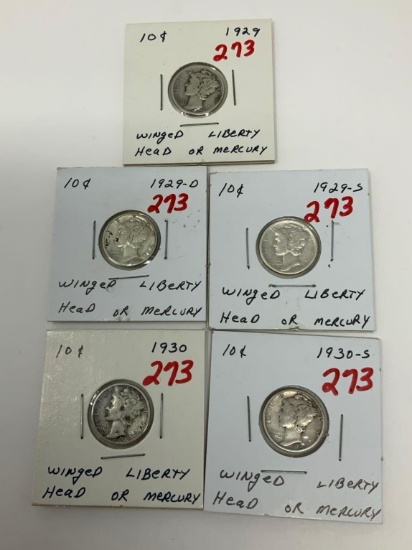 10¢ 1929
273
WINGED LIBERTY
HEAD OR MERCURY
10¢ 1929-D
273
WINGED LIBERTY
HEAD OR MERCURY
10¢ 1929-S
273
WINGED LIBERTY
HEAD OR MERCURY
10¢ 1930
273
WINGED LIBERTY
HEAD OR MERCURY
10¢ 1930-S
273
WINGED LIBERTY
HEAD OR MERCURY